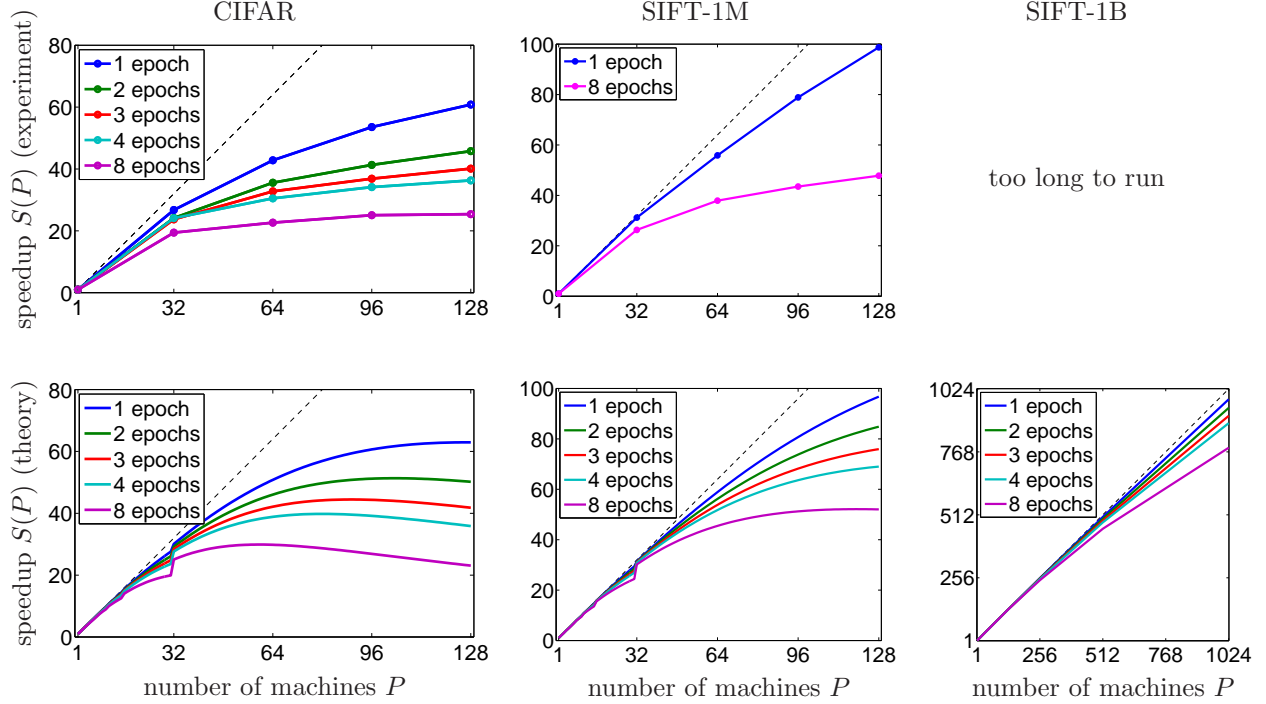 CIFAR
SIFT-1M
SIFT-1B
speedup S(P) (experiment)
80
60
40
20
0
1 epoch
2 epochs
3 epochs
4 epochs
8 epochs
1 32 64 96 128
100
80
60
40
20
0
1 epoch
8 epochs
1 32 64 96 128
too long to run
speedup S(P) (theory)
80
60
40
20
0
1 epoch
2 epochs
3 epochs
4 epochs
8 epochs
1 32 64 96 128
number of machines P
100
80
60
40
20
0
1 epoch
2 epochs
3 epochs
4 epochs
8 epochs
1 32 64 96 128
number of machines P
1024
768
512
256
1
1 epoch
2 epochs
3 epochs
4 epochs
8 epochs
1 256 512 768 1024
number of machines P